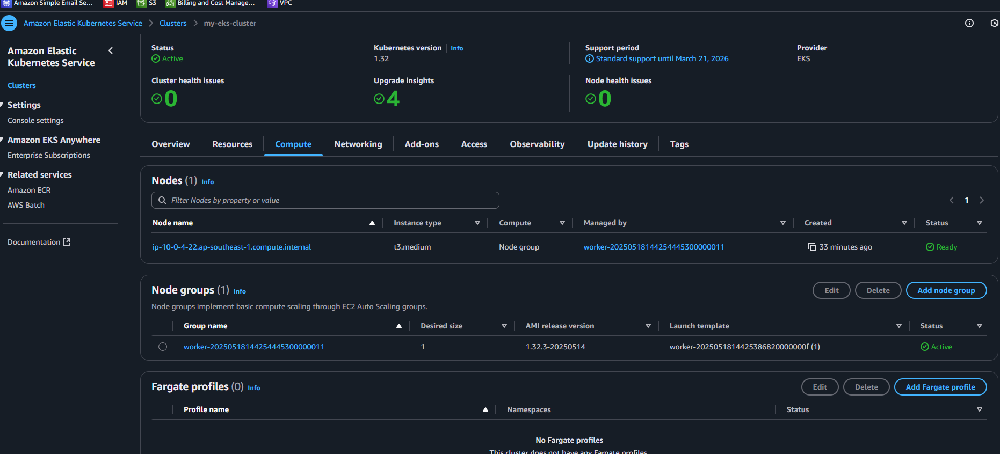 Amazon Simple Email Se... IAM S3 Billing and Cost Manage... VPC
Amazon Elastic Kubernetes Service > Clusters > my-eks-cluster
Amazon Elastic
Kubernetes Service
Clusters
Settings
Console settings
Amazon EKS Anywhere
Enterprise Subscriptions
Related services
Amazon ECR
AWS Batch
Documentation
Status
Active
Kubernetes version Info
1.32
Support period
Standard support until March 21, 2026
Provider
EKS
Cluster health issues
0
Upgrade insights
4
Node health issues
0
Overview Resources Compute Networking Add-ons Access Observability Update history Tags
Nodes (1) Info
Filter Nodes by property or value
1
Node name Instance type Compute Managed by Created Status
ip-10-0-4-22.ap-southeast-1.compute.internal t3.medium Node group worker-20250518144254445300000011 33 minutes ago Ready
Node groups (1) Info
Edit Delete Add node group
Node groups implement basic compute scaling through EC2 Auto Scaling groups.
Group name Desired size AMI release version Launch template Status
worker-20250518144254445300000011 1 1.32.3-20250514 worker-2025051814425386820000000f (1) Active
Fargate profiles (0) Info
Edit Delete Add Fargate profile
Profile name Namespaces Status
No Fargate profiles
This cluster does not have any Fargate profiles.